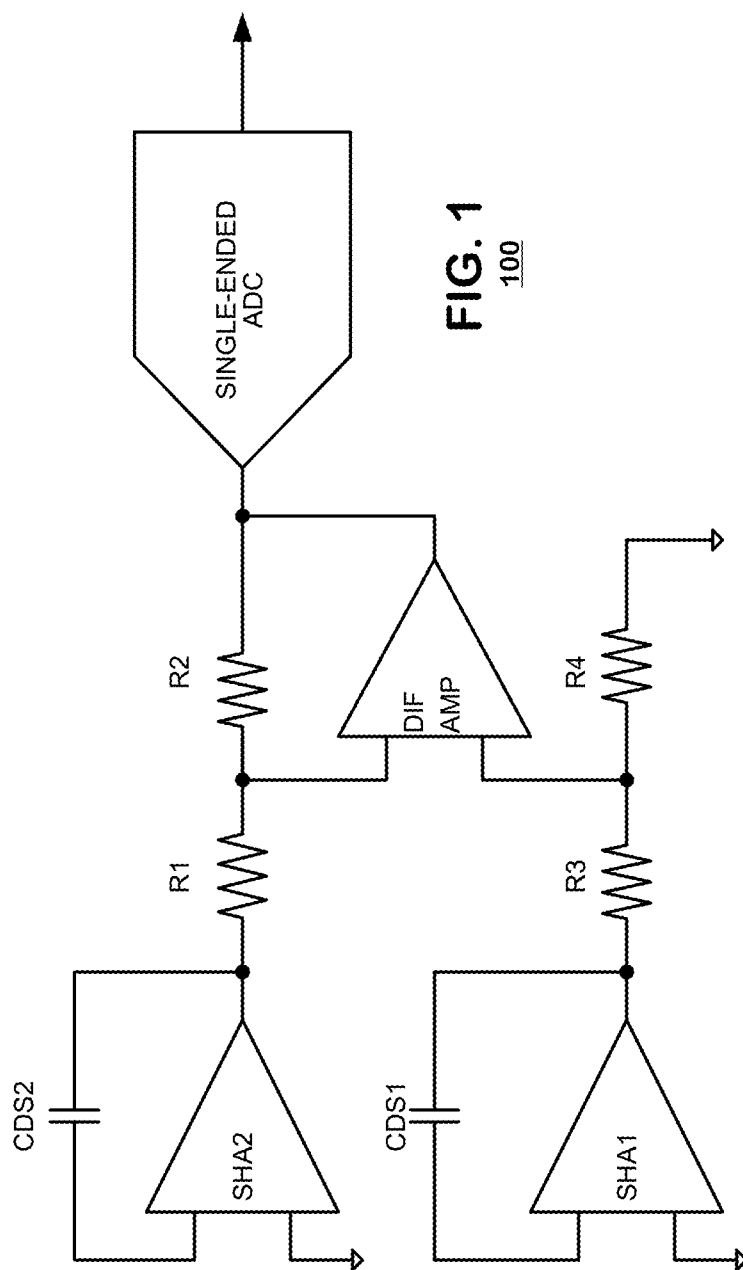 CDS2
SHA2
R1
R2
SINGLE-ENDED
ADC
DIF
AMP
CDS1
SHA1
R3
R4
FIG. 1
100